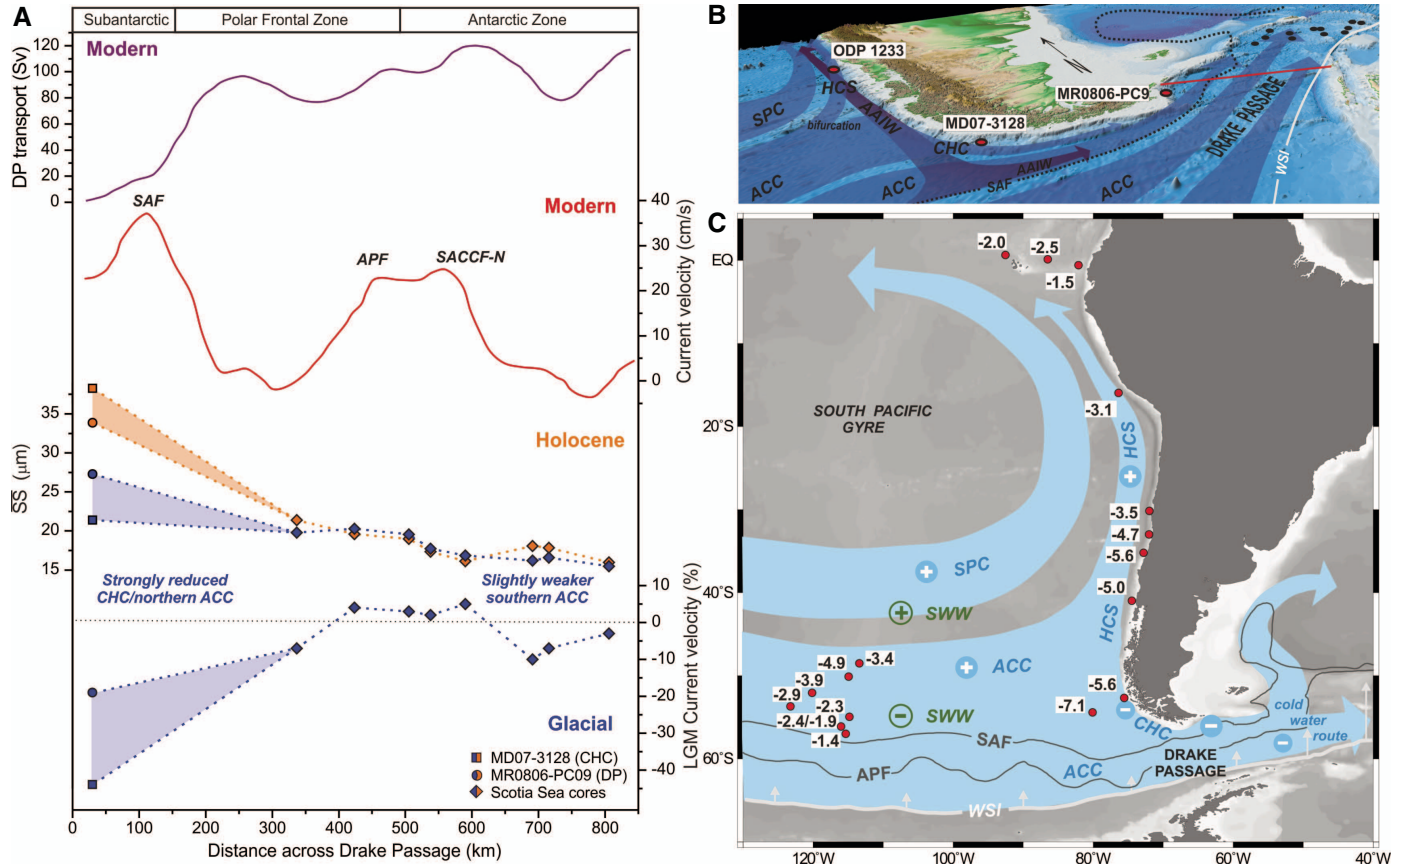 A
Subantarctic
Polar Frontal Zone
Antarctic Zone
DP transport (Sv)
120
100
80
60
40
20
0
Modern
SAF
Modern
40
30
20
10
0
Current velocity (cm/s)
APF
SACCF-N
Holocene
SS (μm)
35
30
25
20
15
Strongly reduced
CHC/northern ACC
Slightly weaker
southern ACC
10
0
-10
-20
-30
-40
LGM Current velocity (%)
Glacial
MD07-3128 (CHC)
MR0806-PC09 (DP)
Scotia Sea cores
0
100
200
300
400
500
600
700
800
Distance across Drake Passage (km)
B
ODP 1233
HCS
SPC
AAIW
bifurcation
MR0806-PC9
MD07-3128
CHC
AAIW
SAF
ACC
ACC
ACC
DRAKE PASSAGE
WSI
N
C
EQ
20°S
40°S
60°S
-2.0
-2.5
-1.5
-3.1
SOUTH PACIFIC
GYRE
HCS
-3.5
-4.7
-5.6
-5.0
SPC
SWW
HCS
-4.9
-3.4
ACC
-3.9
-5.6
-2.9
-2.3
-7.1
SWW
-2.4/-1.9
-1.4
CHC
cold
water
route
SAF
DRAKE
PASSAGE
APF
ACC
WSI
120°W
100°W
80°W
60°W
40°W